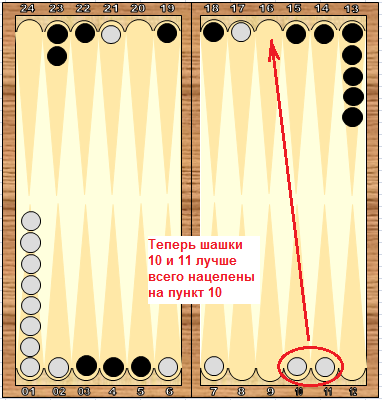 24 23 22 21 20 19 18 17 16 15 14 13
Теперь шашки
10 и 11 лучше
всего нацелены
на пункт 10
01 02 03 4 5 6 7 8 9 10 11 12